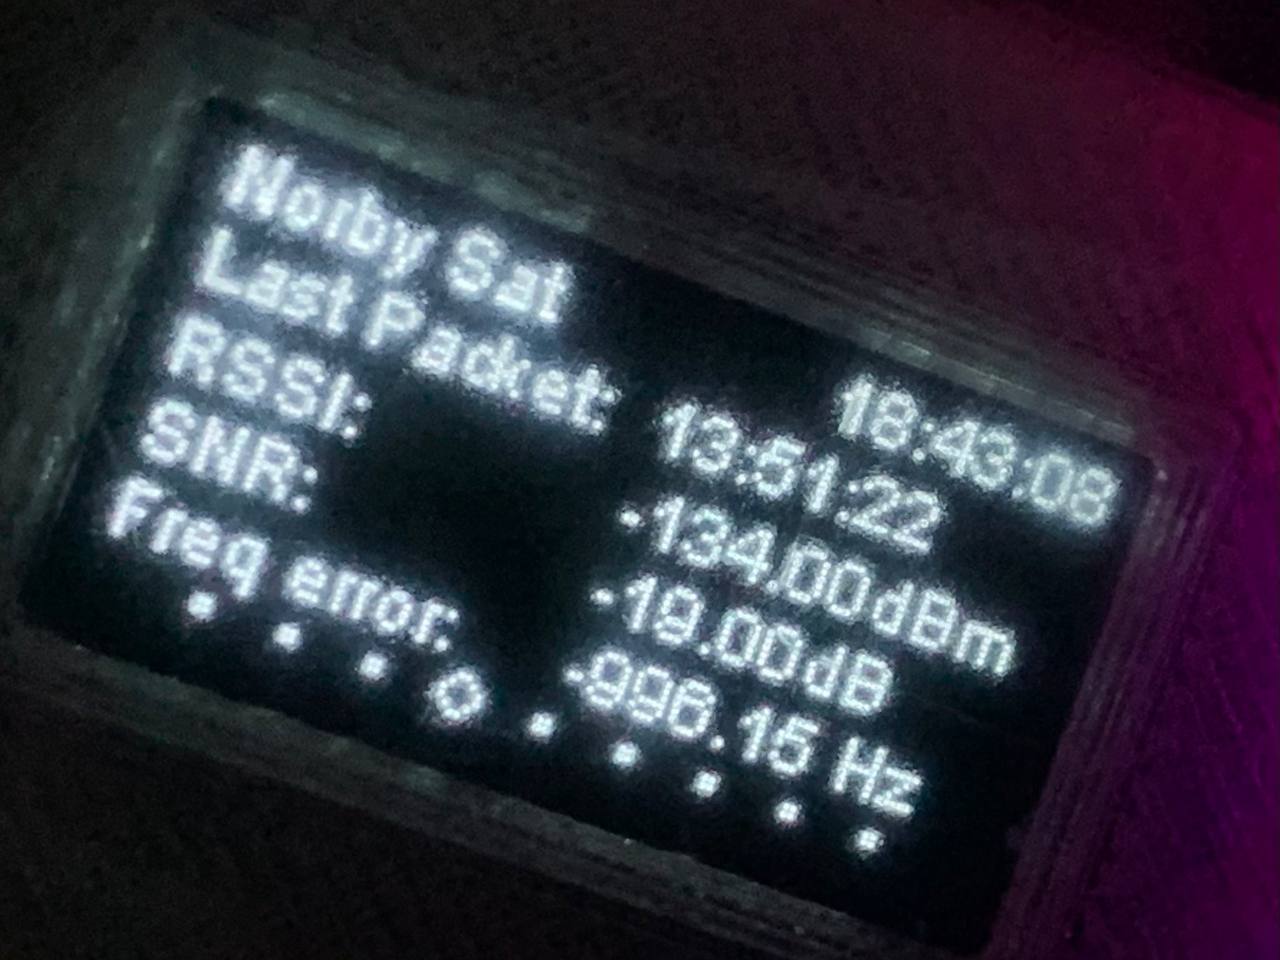 Norby Sat
18:43:08
Last Packet: 13:51:22
RSSI: -134.00dBm
SNR: -19.00dB
Freq error: -996.15 Hz